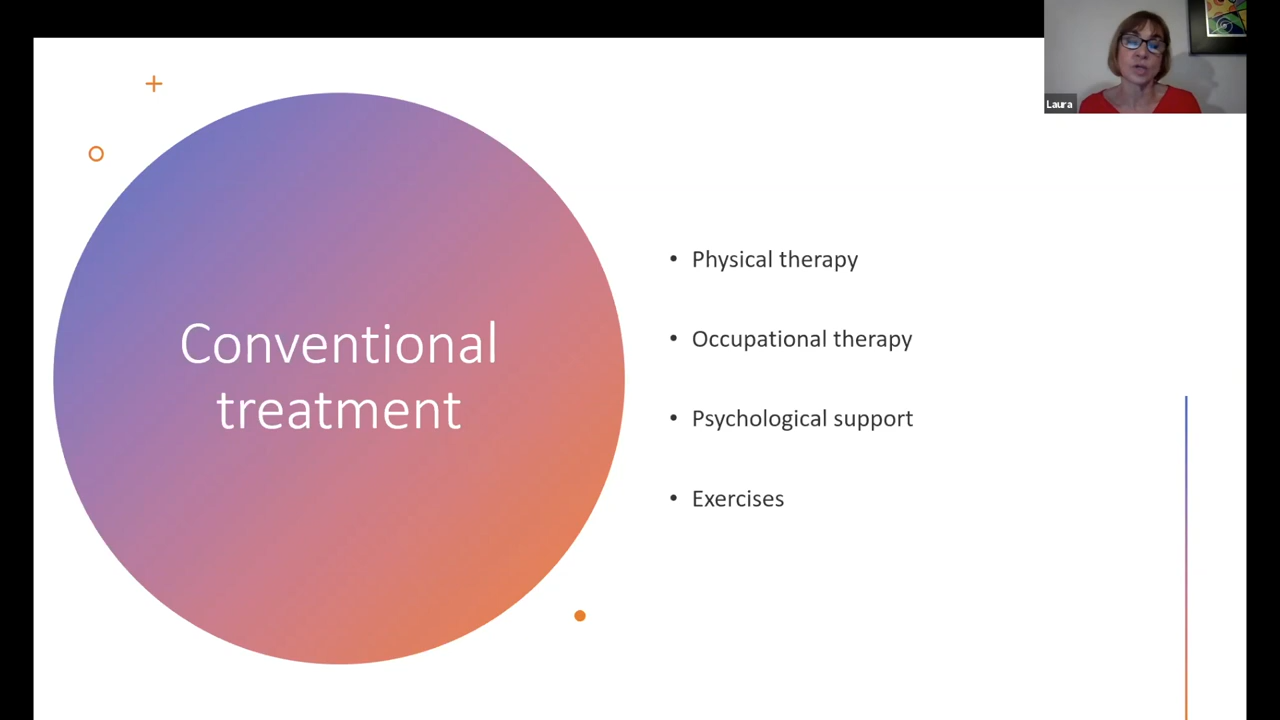 Laura
Conventional
treatment
• Physical therapy
• Occupational therapy
• Psychological support
• Exercises